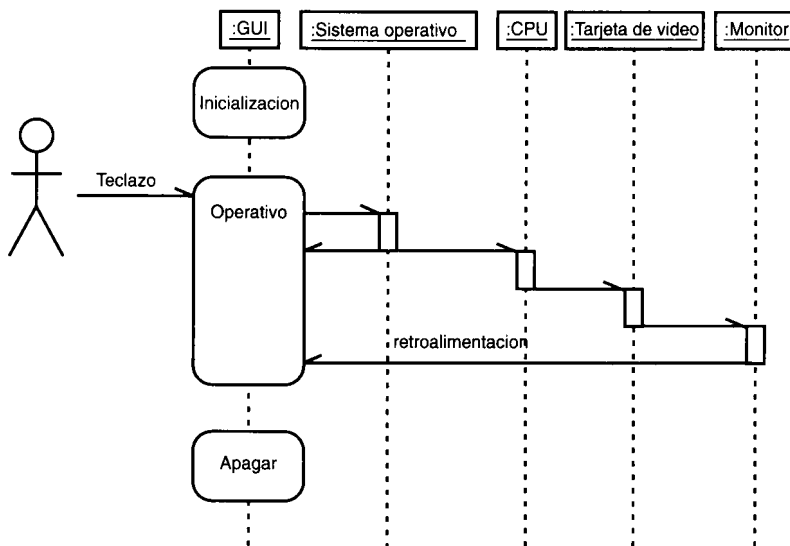 :GUI
:Sistema operativo
:CPU
:Tarjeta de video
:Monitor
Inicializacion
Teclazo
Operativo
retroalimentacion
Apagar